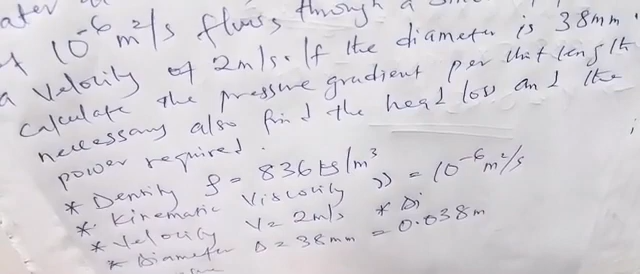 10⁻⁶ m²/s flows through a
a velocity of 2m/s. If the diameter is 38mm.
Calculate the pressure gradient per unit length
necessary also find the head loss and the
power required.
* Density ρ = 836 kg/m³
* Kinematic Viscosity ν = 10⁻⁶ m²/s
* Velocity V = 2m/s * Di
* Diameter D = 38mm = 0.038m